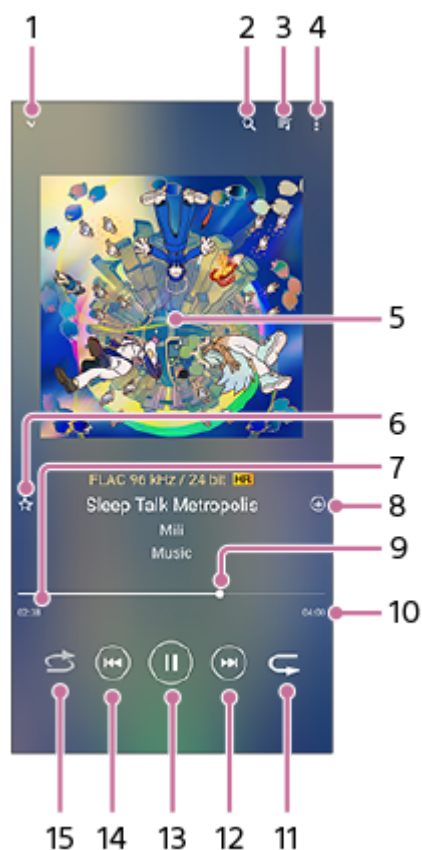 1 2 3 4
5
6
7
FLAC 96 kHz / 24 bit HR
Sleep Talk Metropolis
8
Mili
Music
9
02:38 04:00
10
15 14 13 12 11